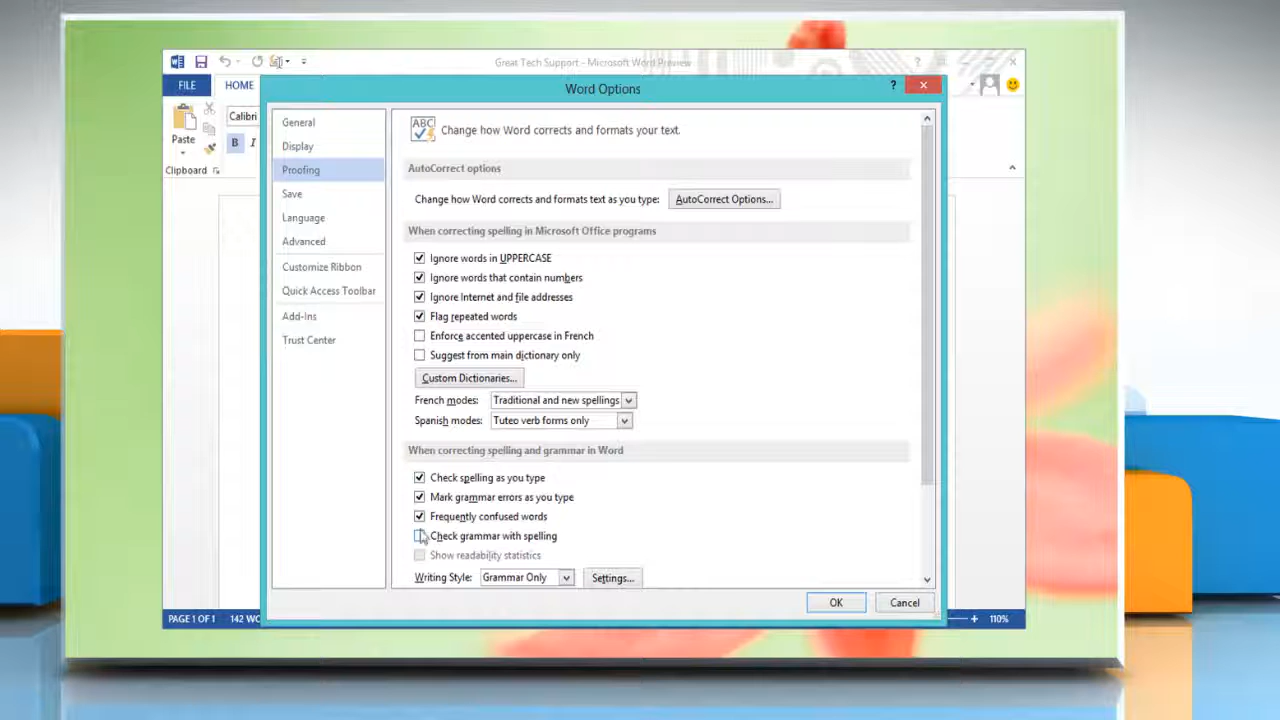 Great Tech Support - Microsoft Word Preview
FILE
HOME
Word Options
?
Calibri
Paste
B I
Clipboard
General
Display
Proofing
Save
Language
Advanced
Customize Ribbon
Quick Access Toolbar
Add-Ins
Trust Center
ABC
Change how Word corrects and formats your text.
AutoCorrect options
Change how Word corrects and formats text as you type: AutoCorrect Options...
When correcting spelling in Microsoft Office programs
Ignore words in UPPERCASE
Ignore words that contain numbers
Ignore Internet and file addresses
Flag repeated words
Enforce accented uppercase in French
Suggest from main dictionary only
Custom Dictionaries...
French modes: Traditional and new spellings
Spanish modes: Tuteo verb forms only
When correcting spelling and grammar in Word
Check spelling as you type
Mark grammar errors as you type
Frequently confused words
Check grammar with spelling
Show readability statistics
Writing Style: Grammar Only Settings...
OK Cancel
PAGE 1 OF 1 142 WO 110%